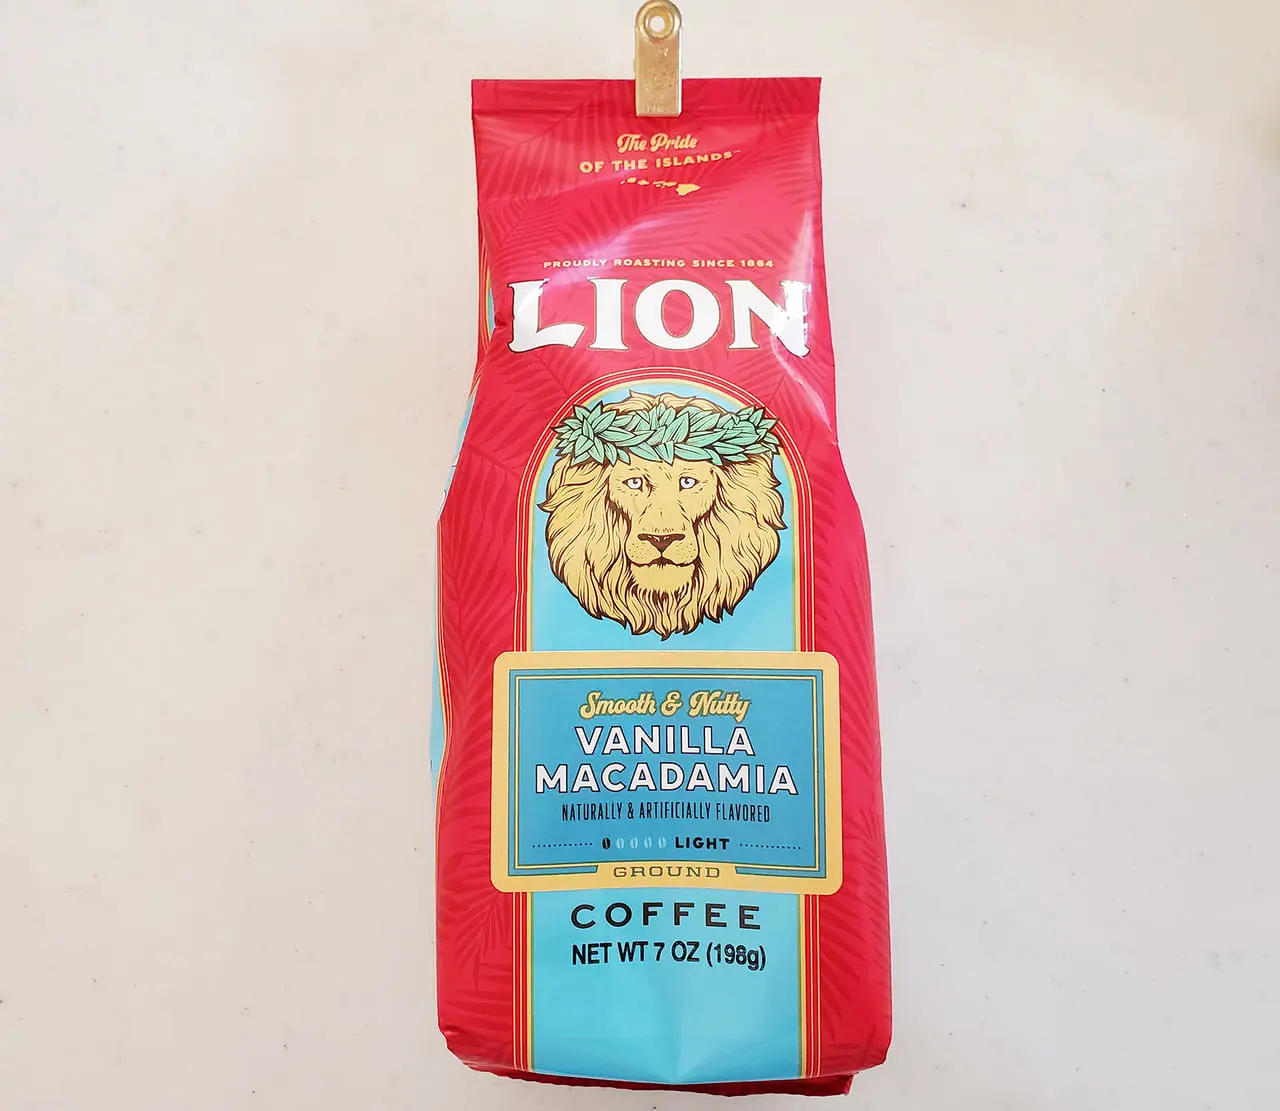 The Pride
OF THE ISLANDS™
PROUDLY ROASTING SINCE 1864
LION
Smooth & Nutty
VANILLA
MACADAMIA
NATURALLY & ARTIFICIALLY FLAVORED
LIGHT
GROUND
COFFEE
NET WT 7 OZ (198g)